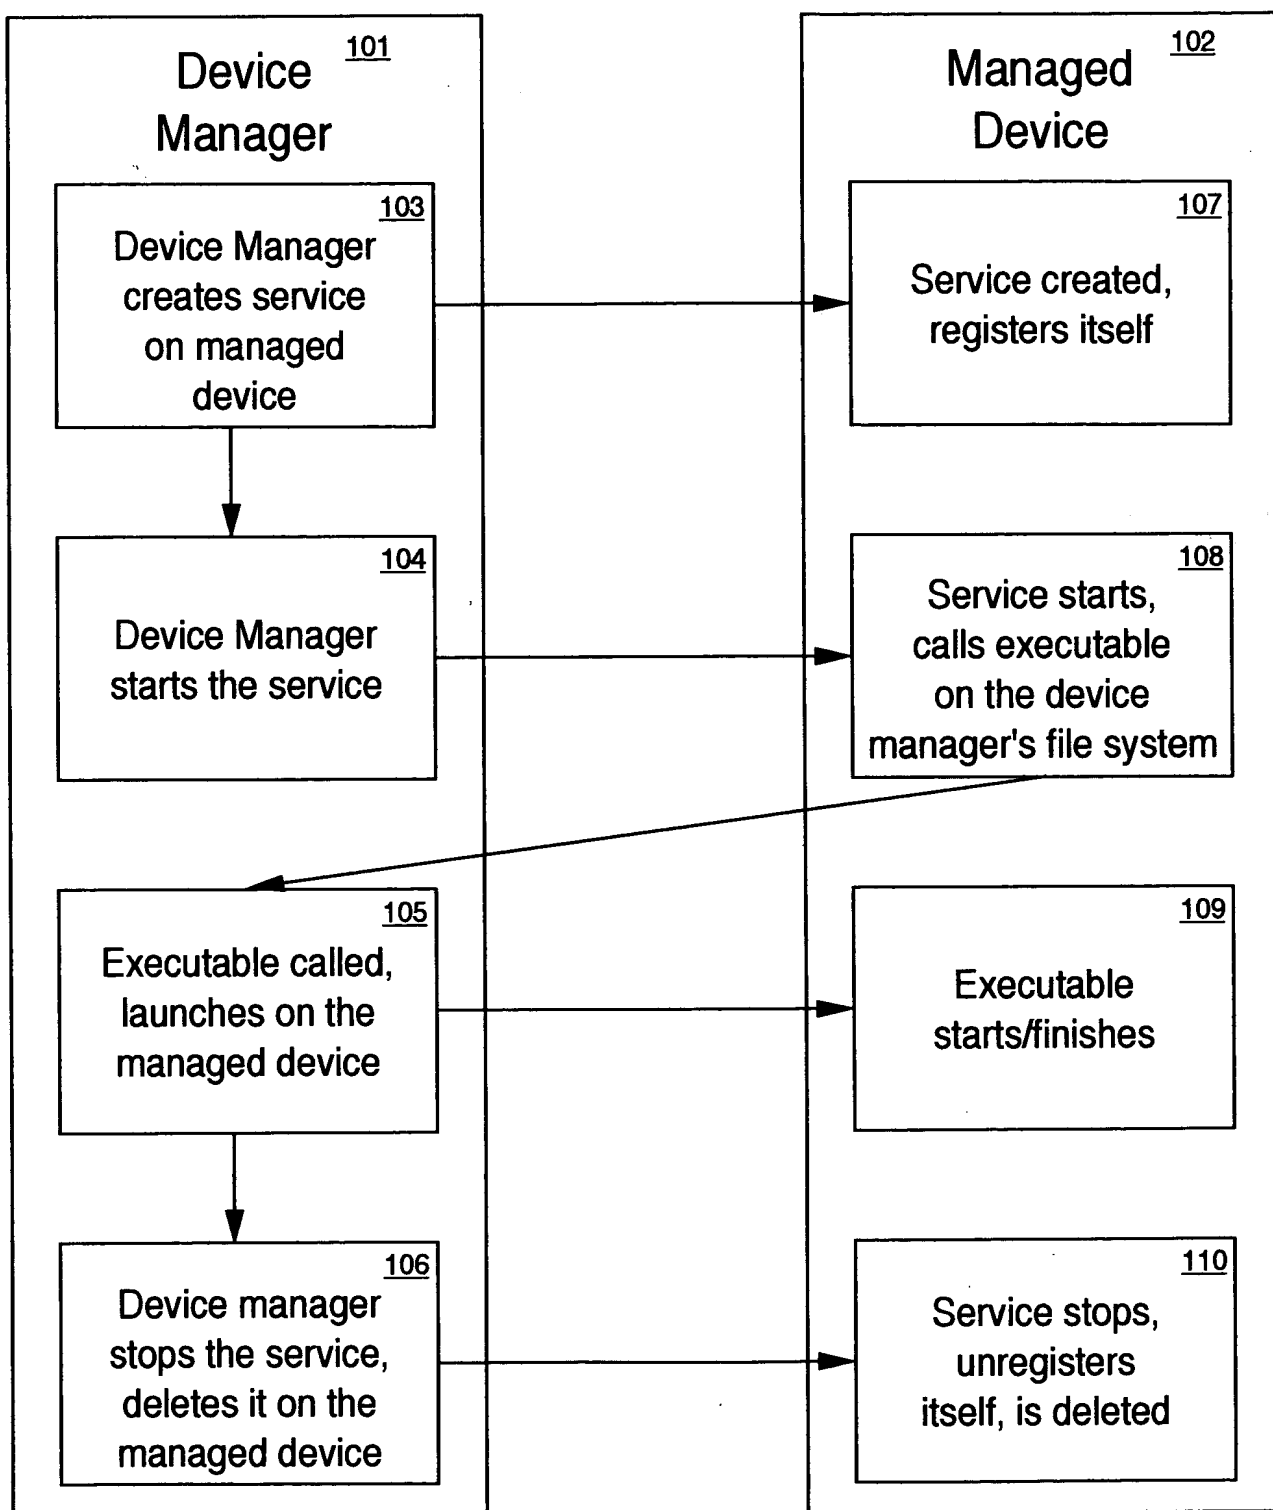 101
Device
Manager
103
Device Manager
creates service
on managed
device
104
Device Manager
starts the service
105
Executable called,
launches on the
managed device
106
Device manager
stops the service,
deletes it on the
managed device
102
Managed
Device
107
Service created,
registers itself
108
Service starts,
calls executable
on the device
manager's file system
109
Executable
starts/finishes
110
Service stops,
unregisters
itself, is deleted